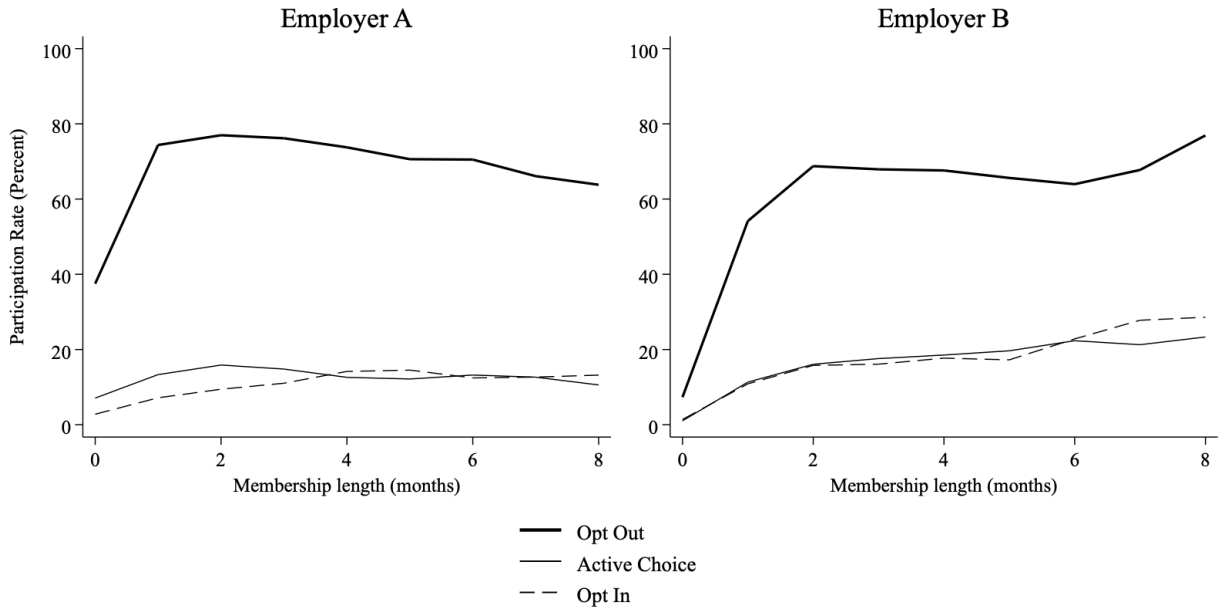 Employer A
Employer B
Participation Rate (Percent)
100
80
60
40
20
0
0 2 4 6 8
Membership length (months)
100
80
60
40
20
0
0 2 4 6 8
Membership length (months)
Opt Out
Active Choice
Opt In